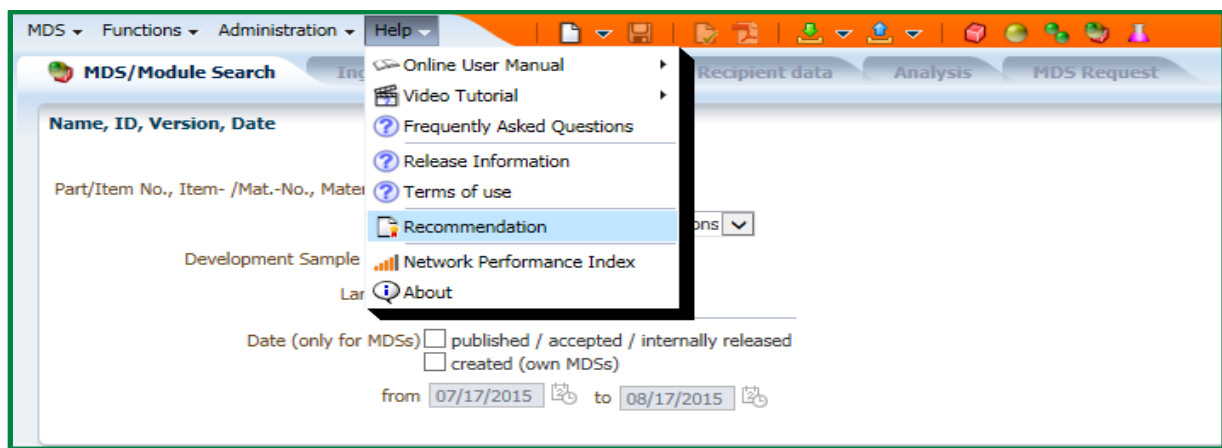 MDS Functions Administration Help
MDS/Module Search Ing Recipient data Analysis MDS Request
Online User Manual
Video Tutorial
Name, ID, Version, Date
Frequently Asked Questions
Release Information
Part/Item No., Item- /Mat.-No., Mater
Terms of use
Recommendation
ons
Development Sample
Network Performance Index
Lan
About
Date (only for MDSs) published / accepted / internally released
created (own MDSs)
from 07/17/2015 to 08/17/2015